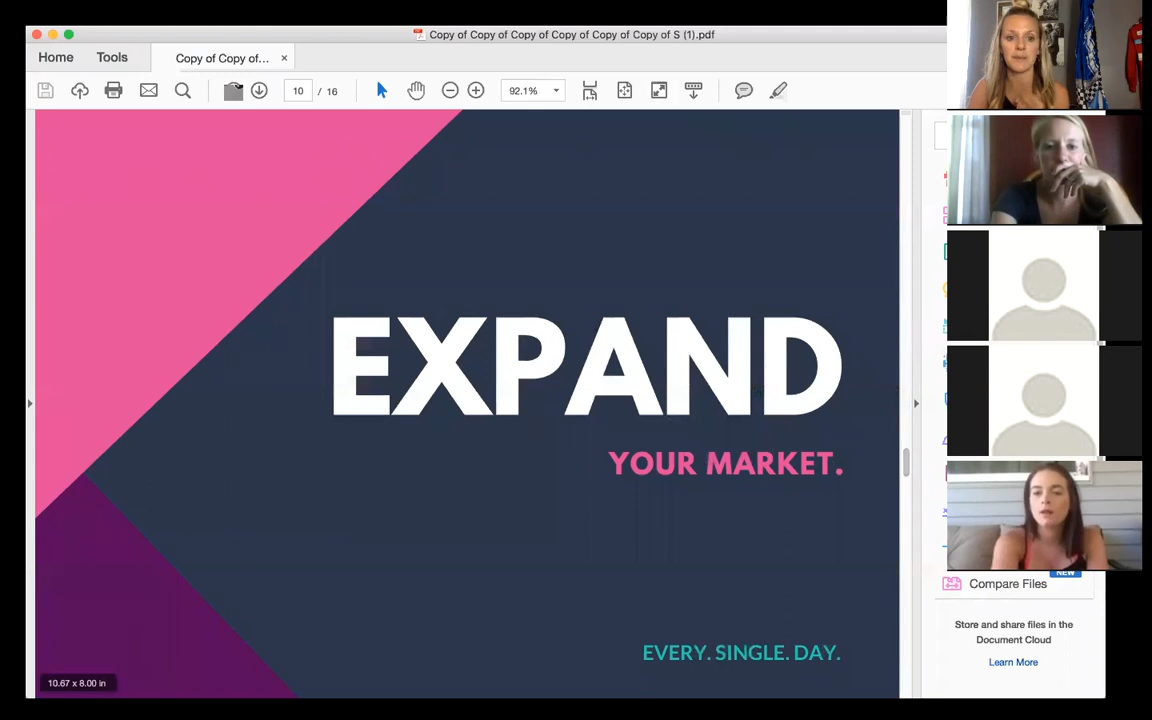 Copy of Copy of Copy of Copy of Copy of Copy of S (1).pdf
Home
Tools
Copy of Copy of...
10 / 16
92.1%
EXPAND
YOUR MARKET.
EVERY. SINGLE. DAY.
10.67 x 8.00 in
NEW
Compare Files
Store and share files in the
Document Cloud
Learn More